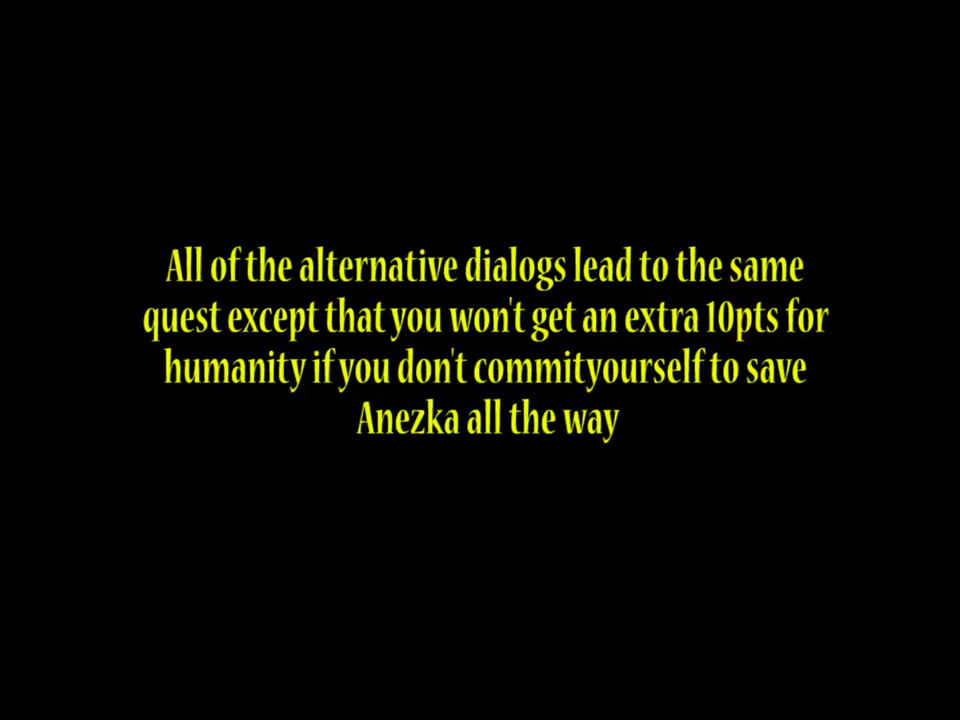 All of the alternative dialogs lead to the same
quest except that you won't get an extra 10pts for
humanity if you don't commityourself to save
Anezka all the way